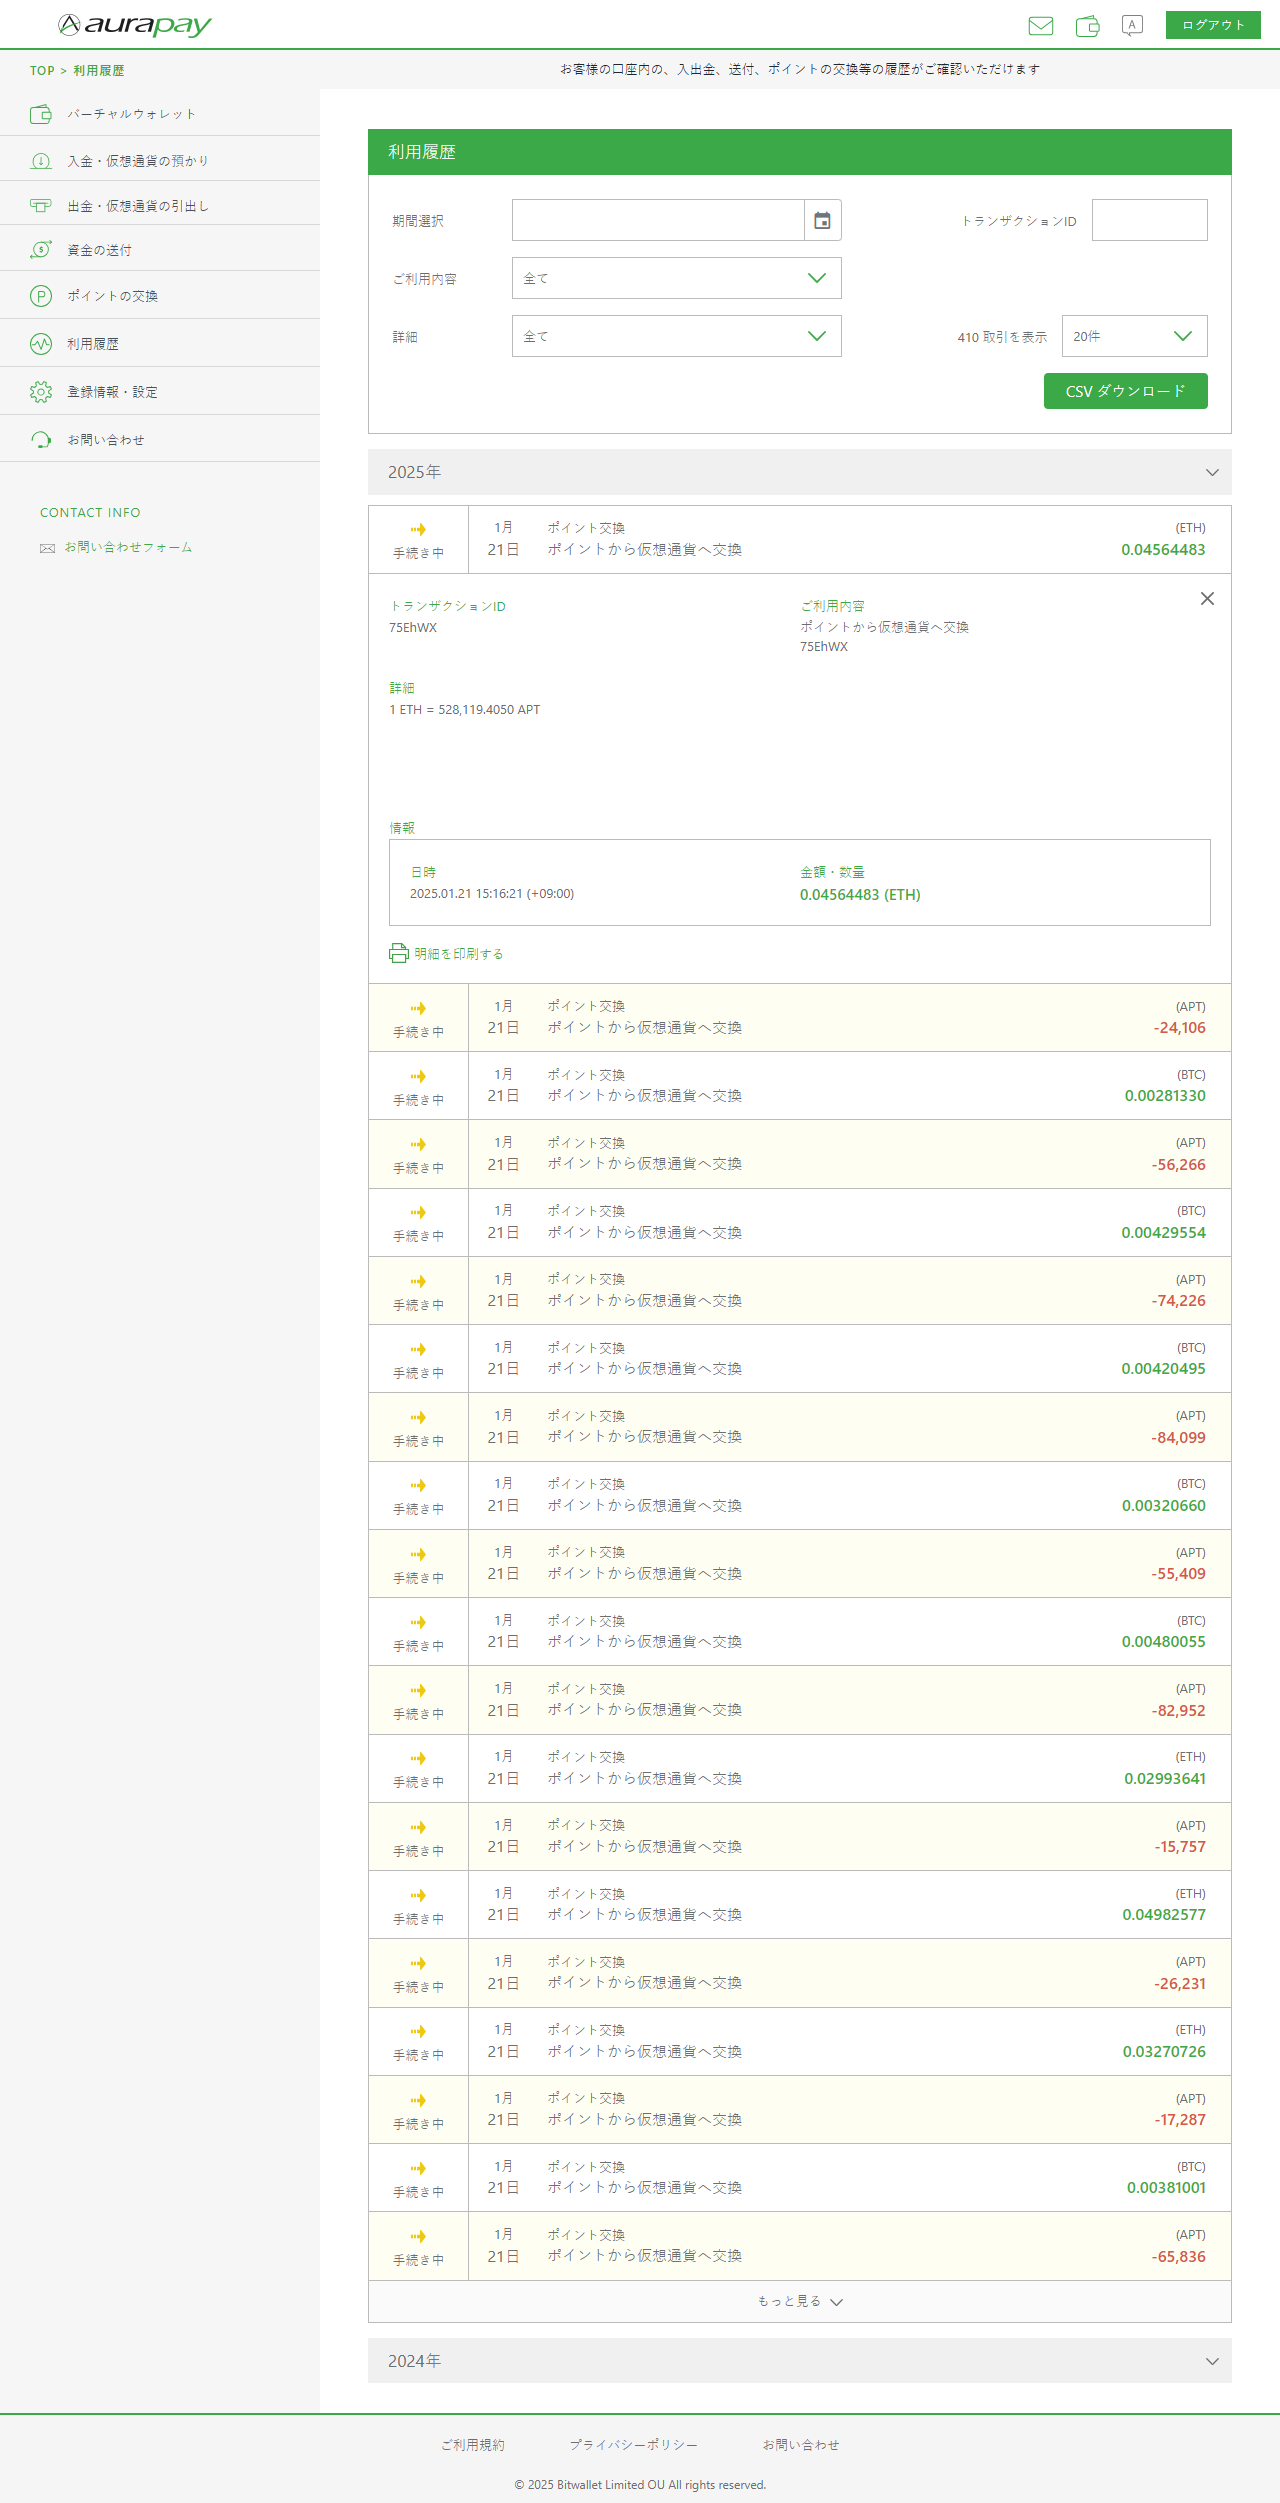 aurapay
A
ログアウト
TOP > 利用履歴
お客様の口座内の、入出金、送付、ポイントの交換等の履歴がご確認いただけます
バーチャルウォレット
入金・仮想通貨の預かり
出金・仮想通貨の引出し
資金の送付
ポイントの交換
利用履歴
登録情報・設定
お問い合わせ
CONTACT INFO
お問い合わせフォーム
利用履歴
期間選択
トランザクションID
ご利用内容
全て
詳細
全て
410 取引を表示
20件
CSV ダウンロード
2025年
手続き中
1月
21日
ポイント交換
ポイントから仮想通貨へ交換
(ETH)
0.04564483
トランザクションID
75EhWX
ご利用内容
ポイントから仮想通貨へ交換
75EhWX
詳細
1 ETH = 528,119.4050 APT
情報
日時
2025.01.21 15:16:21 (+09:00)
金額・数量
0.04564483 (ETH)
明細を印刷する
手続き中
1月
21日
ポイント交換
ポイントから仮想通貨へ交換
(APT)
-24,106
手続き中
1月
21日
ポイント交換
ポイントから仮想通貨へ交換
(BTC)
0.00281330
手続き中
1月
21日
ポイント交換
ポイントから仮想通貨へ交換
(APT)
-56,266
手続き中
1月
21日
ポイント交換
ポイントから仮想通貨へ交換
(BTC)
0.00429554
手続き中
1月
21日
ポイント交換
ポイントから仮想通貨へ交換
(APT)
-74,226
手続き中
1月
21日
ポイント交換
ポイントから仮想通貨へ交換
(BTC)
0.00420495
手続き中
1月
21日
ポイント交換
ポイントから仮想通貨へ交換
(APT)
-84,099
手続き中
1月
21日
ポイント交換
ポイントから仮想通貨へ交換
(BTC)
0.00320660
手続き中
1月
21日
ポイント交換
ポイントから仮想通貨へ交換
(APT)
-55,409
手続き中
1月
21日
ポイント交換
ポイントから仮想通貨へ交換
(BTC)
0.00480055
手続き中
1月
21日
ポイント交換
ポイントから仮想通貨へ交換
(APT)
-82,952
手続き中
1月
21日
ポイント交換
ポイントから仮想通貨へ交換
(ETH)
0.02993641
手続き中
1月
21日
ポイント交換
ポイントから仮想通貨へ交換
(APT)
-15,757
手続き中
1月
21日
ポイント交換
ポイントから仮想通貨へ交換
(ETH)
0.04982577
手続き中
1月
21日
ポイント交換
ポイントから仮想通貨へ交換
(APT)
-26,231
手続き中
1月
21日
ポイント交換
ポイントから仮想通貨へ交換
(ETH)
0.03270726
手続き中
1月
21日
ポイント交換
ポイントから仮想通貨へ交換
(APT)
-17,287
手続き中
1月
21日
ポイント交換
ポイントから仮想通貨へ交換
(BTC)
0.00381001
手続き中
1月
21日
ポイント交換
ポイントから仮想通貨へ交換
(APT)
-65,836
もっと見る
2024年
ご利用規約
プライバシーポリシー
お問い合わせ
© 2025 Bitwallet Limited OU All rights reserved.